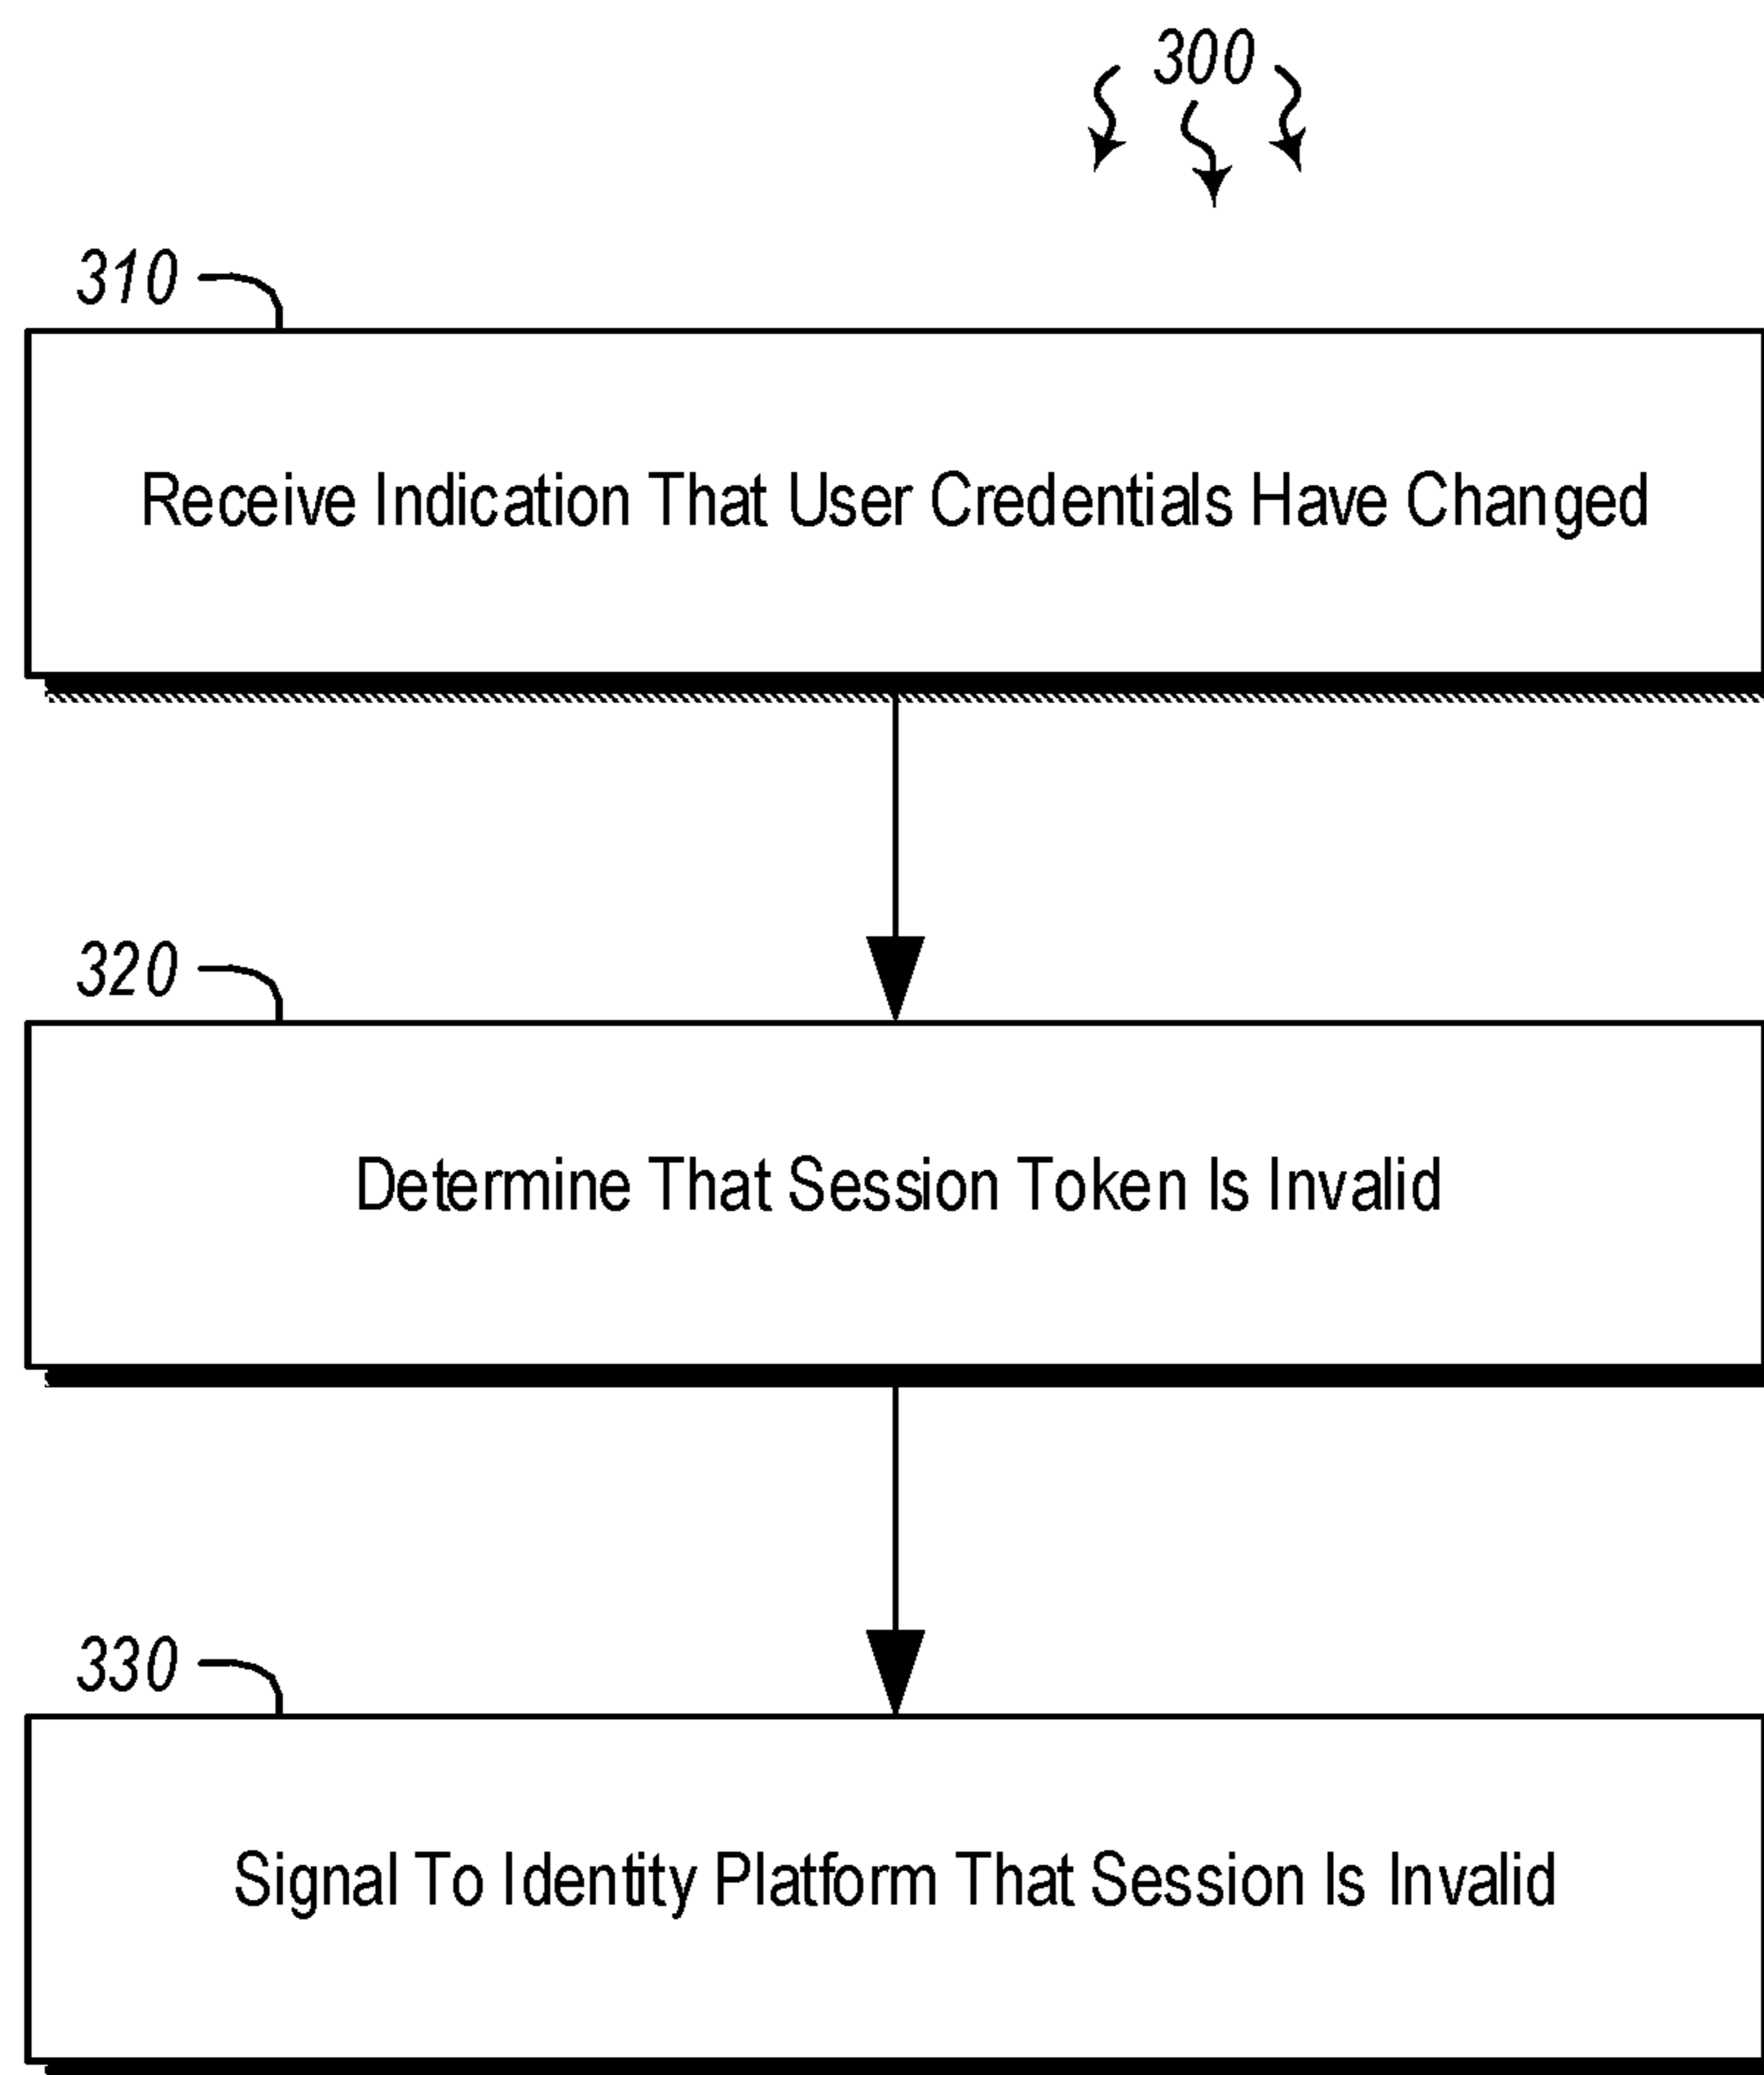 300
310
Receive Indication That User Credentials Have Changed
320
Determine That Session Token Is Invalid
330
Signal To Identity Platform That Session Is Invalid